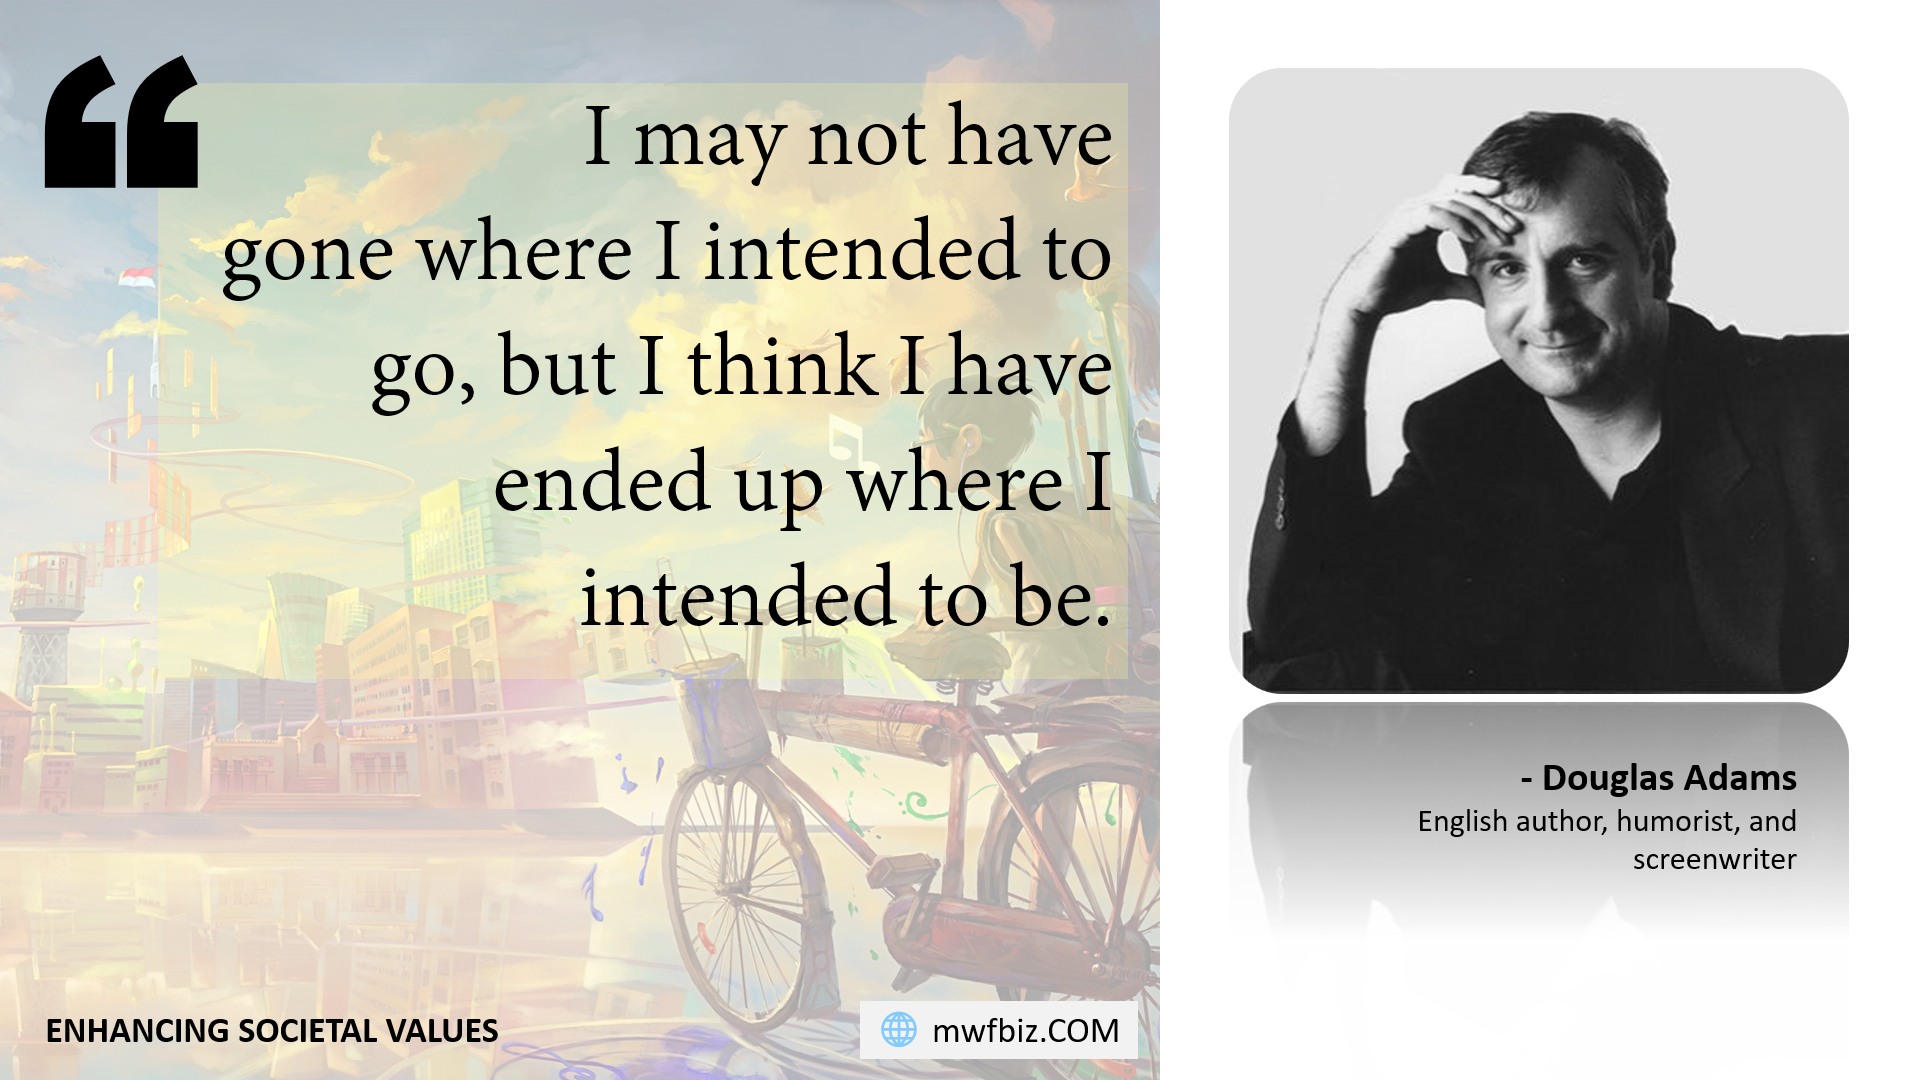 “
I may not have
gone where I intended to
go, but I think I have
ended up where I
intended to be.
- Douglas Adams
English author, humorist, and
screenwriter
ENHANCING SOCIETAL VALUES
mwfbiz.COM